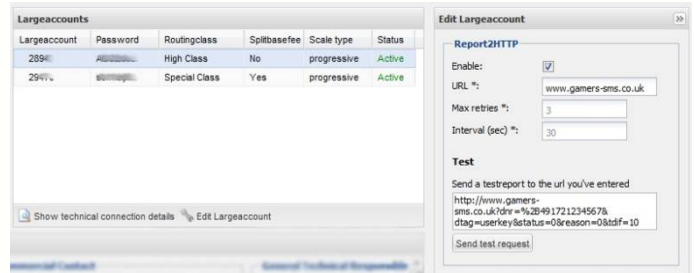 Largeaccounts
Largeaccount Password Routingclass Splitbasefee Scale type Status
High Class No progressive Active
Special Class Yes progressive Active
Show technical connection details Edit Largeaccount
Edit Largeaccount
Report2HTTP
Enable:
URL *: www.gamers-sms.co.uk
Max retries *: 3
Interval (sec) *: 30
Test
Send a testreport to the url you've entered
http://www.gamers-
sms.co.uk?dnr=%2B491721234567&
dtag=userkey&status=0&reason=0&tdif=10
Send test request